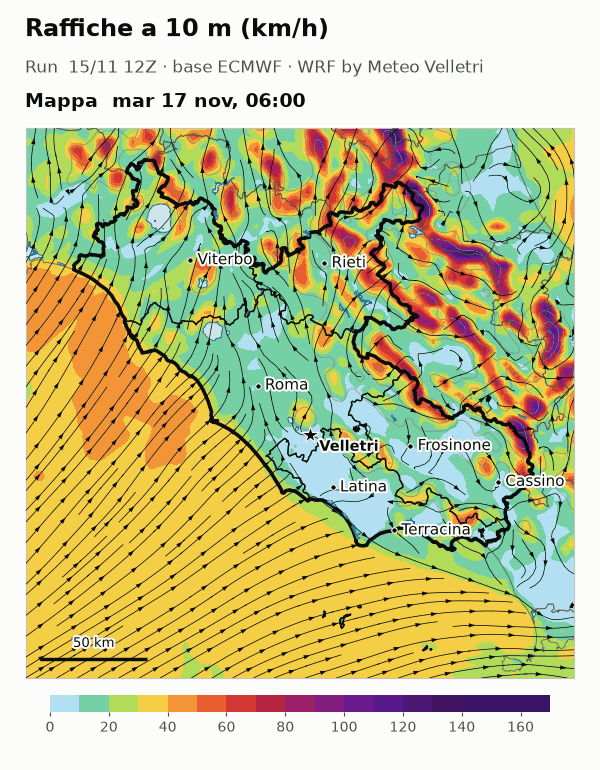 Raffiche a 10 m (km/h)
Run  15/11 12Z · base ECMWF · WRF by Meteo Velletri
Mappa  mar 17 nov, 06:00
Viterbo
Rieti
Roma
Velletri
Frosinone
Latina
Cassino
Terracina
50 km
0 20 40 60 80 100 120 140 160